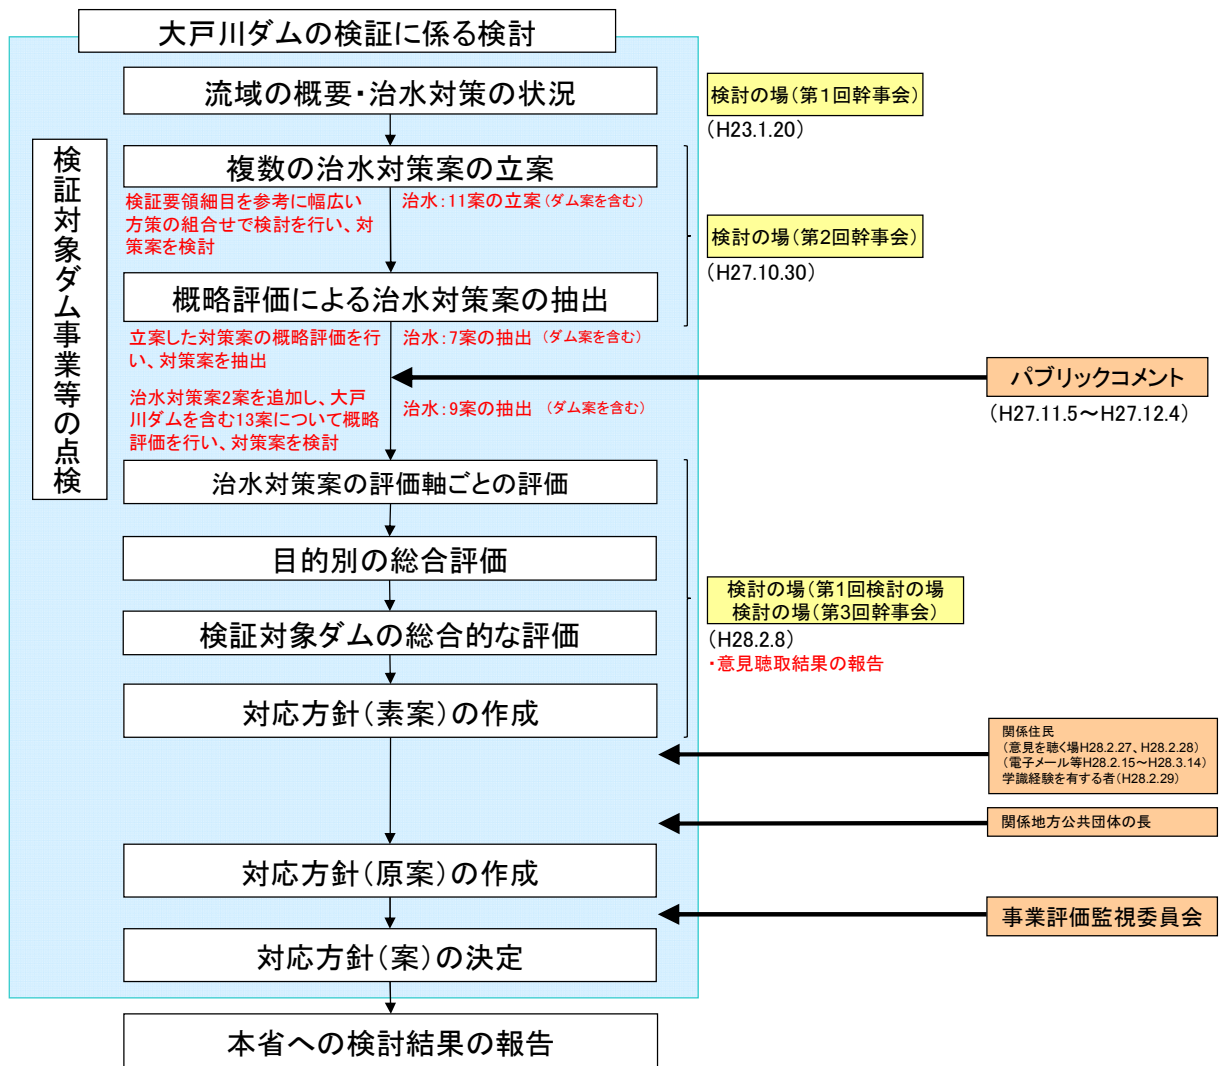 大戸川ダムの検証に係る検討
流域の概要・治水対策の状況
検討の場(第1回幹事会)
(H23.1.20)
検証対象ダム事業等の点検
複数の治水対策案の立案
検証要領細目を参考に幅広い
方策の組合せで検討を行い、対
策案を検討
治水:11案の立案(ダム案を含む)
検討の場(第2回幹事会)
(H27.10.30)
概略評価による治水対策案の抽出
立案した対策案の概略評価を行
い、対策案を抽出
治水:7案の抽出 (ダム案を含む)
パブリックコメント
(H27.11.5~H27.12.4)
治水対策案2案を追加し、大戸
川ダムを含む13案について概略
評価を行い、対策案を検討
治水:9案の抽出 (ダム案を含む)
治水対策案の評価軸ごとの評価
目的別の総合評価
検証対象ダムの総合的な評価
検討の場(第1回検討の場
検討の場(第3回幹事会)
(H28.2.8)
・意見聴取結果の報告
対応方針(素案)の作成
関係住民
(意見を聴く場H28.2.27、H28.2.28)
(電子メール等H28.2.15~H28.3.14)
学識経験を有する者(H28.2.29)
関係地方公共団体の長
対応方針(原案)の作成
事業評価監視委員会
対応方針(案)の決定
本省への検討結果の報告